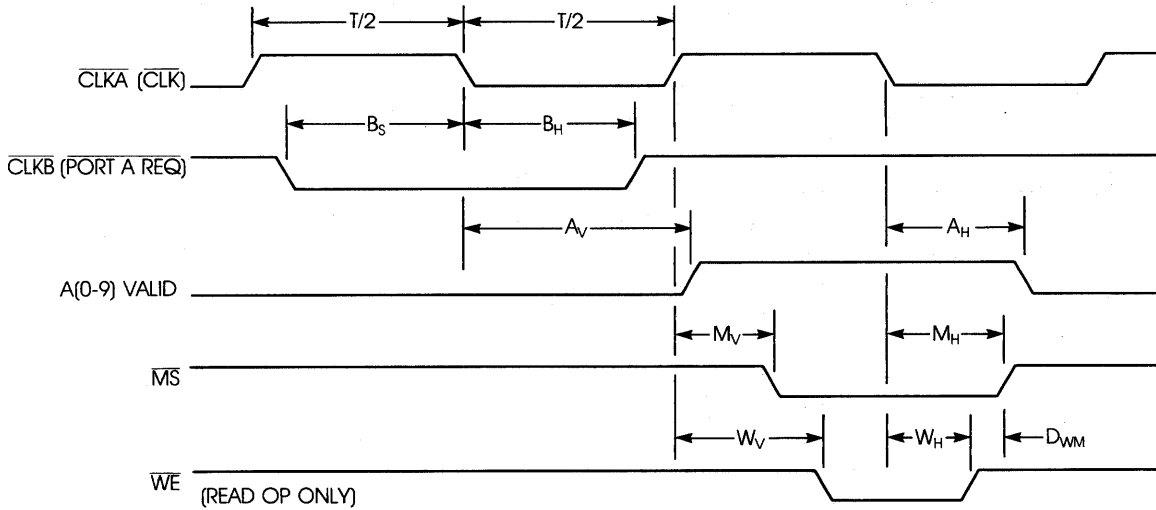 T/2 T/2
CLKA (CLK)
B_S B_H
CLKB (PORT A REQ)
A_V A_H
A(0-9) VALID
M_V M_H
MS
W_V W_H D_WM
WE
(READ OP ONLY)